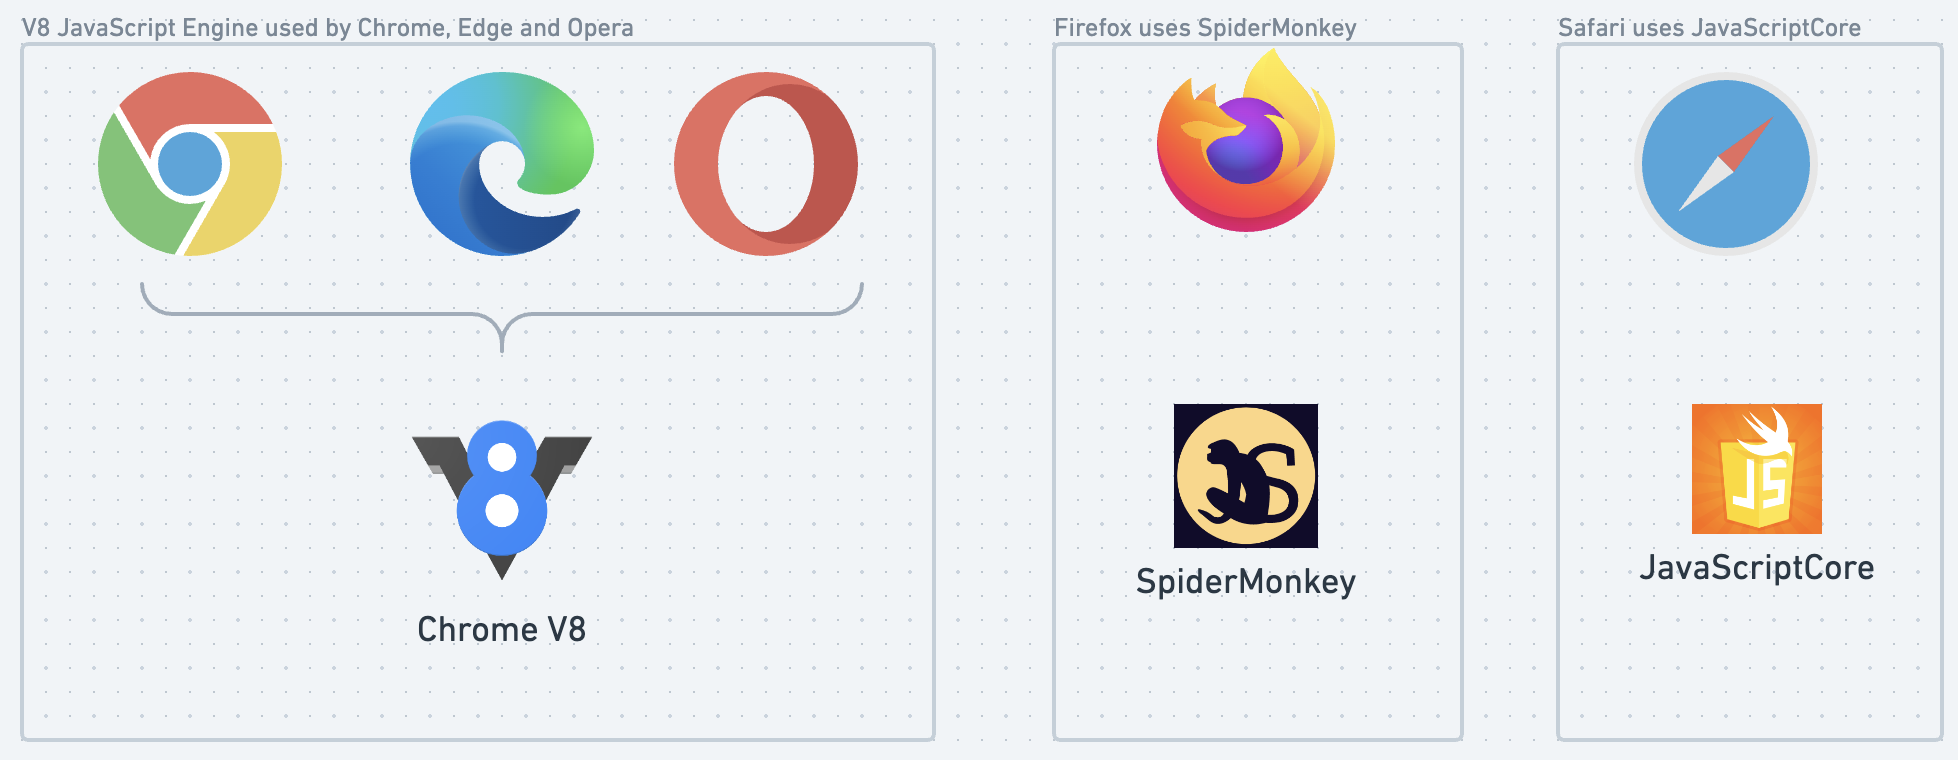 V8 JavaScript Engine used by Chrome, Edge and Opera
Firefox uses SpiderMonkey
Safari uses JavaScriptCore
V8
Chrome V8
S
SpiderMonkey
JS
JavaScriptCore